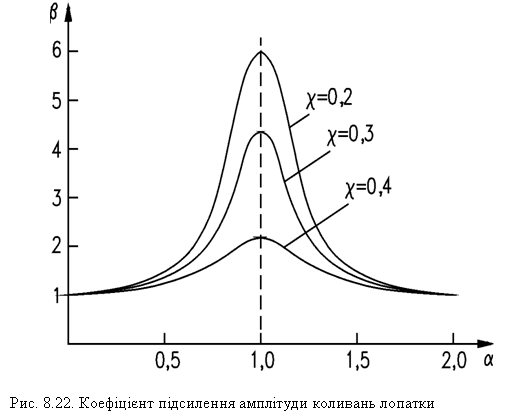 β
6
5
4
3
2
1
χ=0,2
χ=0,3
χ=0,4
0,5 1,0 1,5 2,0 α
Рис. 8.22. Коефіцієнт підсилення амплітуди коливань лопатки